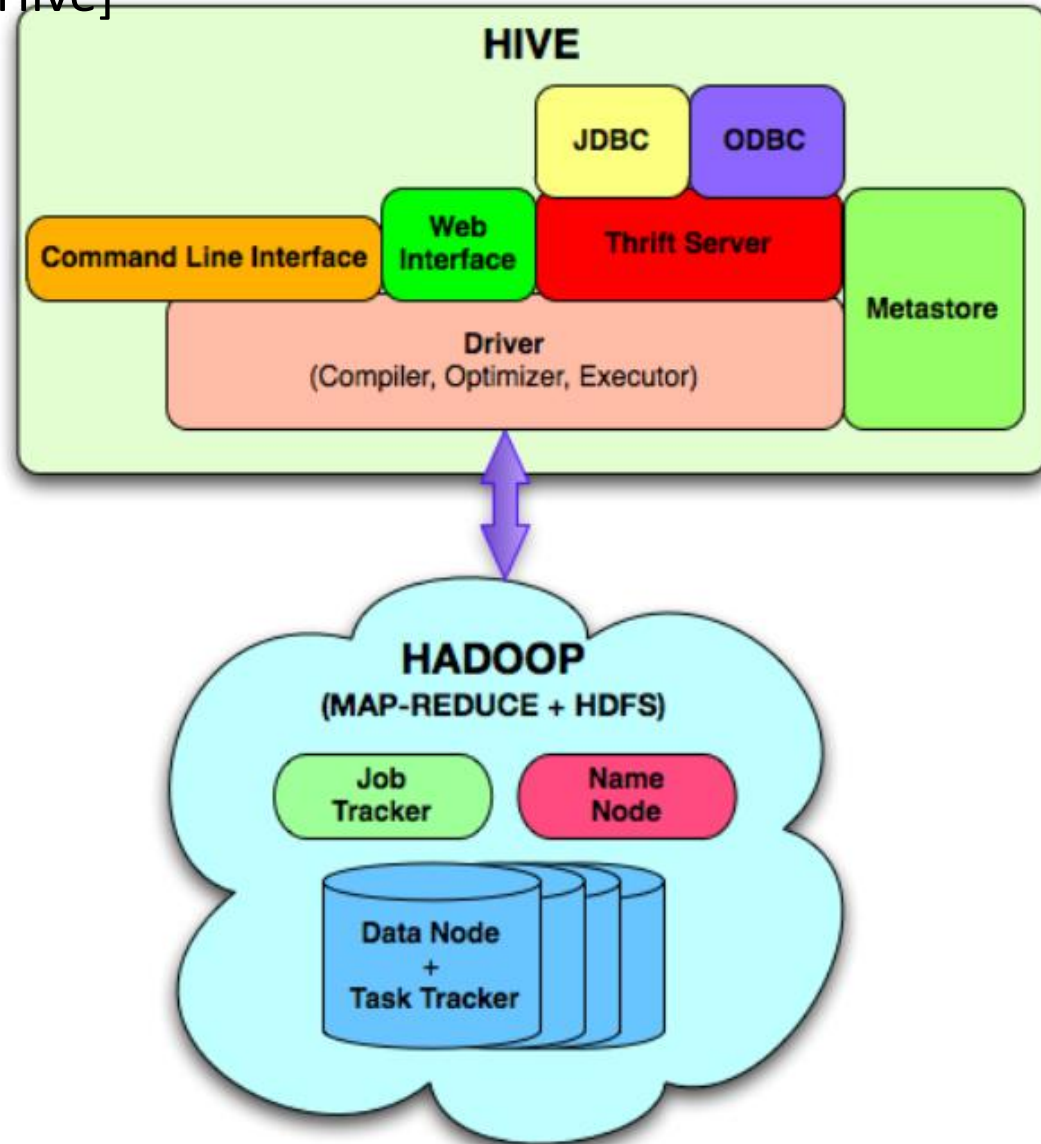 Hive]
HIVE
JDBC
ODBC
Command Line Interface
Web
Interface
Thrift Server
Metastore
Driver
(Compiler, Optimizer, Executor)
HADOOP
(MAP-REDUCE + HDFS)
Job
Tracker
Name
Node
Data Node
+
Task Tracker